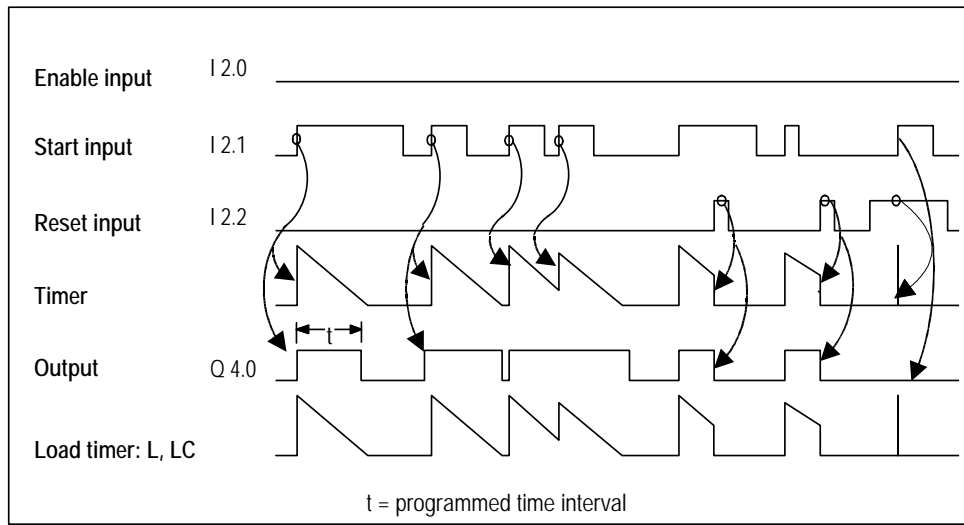 Enable input I 2.0
Start input I 2.1
Reset input I 2.2
Timer
t
Output Q 4.0
Load timer: L, LC
t = programmed time interval